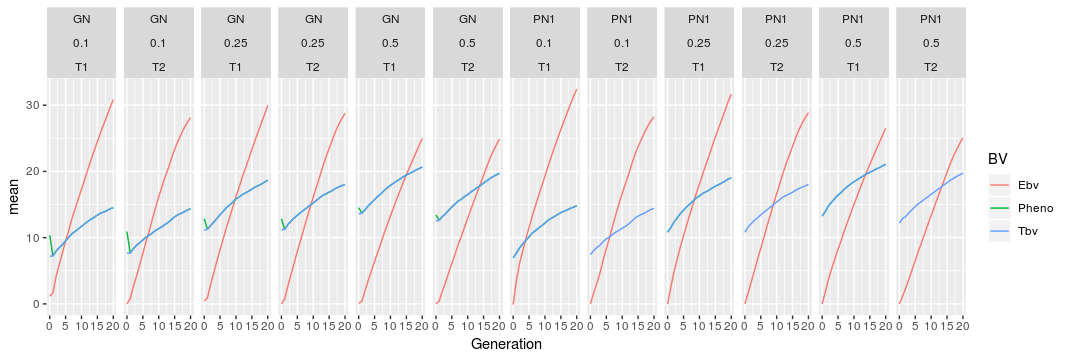 GN GN GN GN GN GN PN1 PN1 PN1 PN1 PN1 PN1
0.1 0.1 0.25 0.25 0.5 0.5 0.1 0.1 0.25 0.25 0.5 0.5
T1 T2 T1 T2 T1 T2 T1 T2 T1 T2 T1 T2
30
20
10
0
mean
0 5 10 15 20 0 5 10 15 20 0 5 10 15 20 0 5 10 15 20 0 5 10 15 20 0 5 10 15 20 0 5 10 15 20 0 5 10 15 20 0 5 10 15 20 0 5 10 15 20 0 5 10 15 20 0 5 10 15 20
Generation
BV
Ebv
Pheno
Tbv